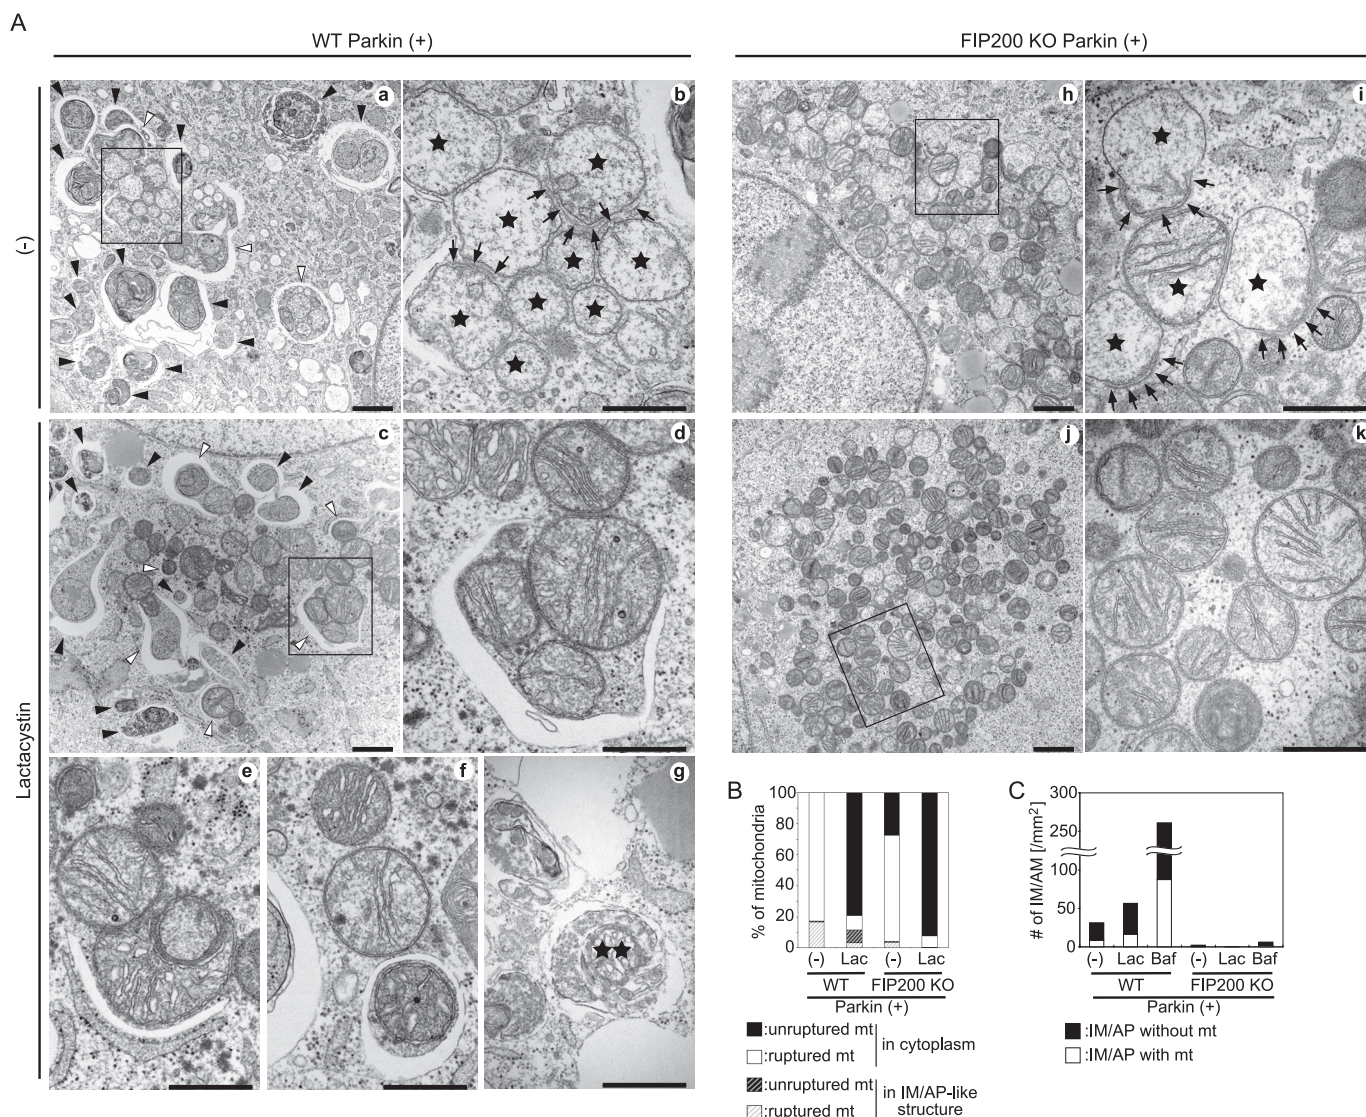 A
WT Parkin (+)
FIP200 KO Parkin (+)
(-)
a
b
h
i
Lactacystin
c
d
j
k
e
f
g
B
% of mitochondria
100
80
60
40
20
0
(-) Lac (-) Lac
WT FIP200 KO
Parkin (+)
:unruptured mt
:ruptured mt
in cytoplasm
:unruptured mt
:ruptured mt
in IM/AP-like
structure
C
# of IM/AM [/mm2]
300
250
100
50
0
(-) Lac Baf (-) Lac Baf
WT FIP200 KO
Parkin (+)
:IM/AP without mt
:IM/AP with mt